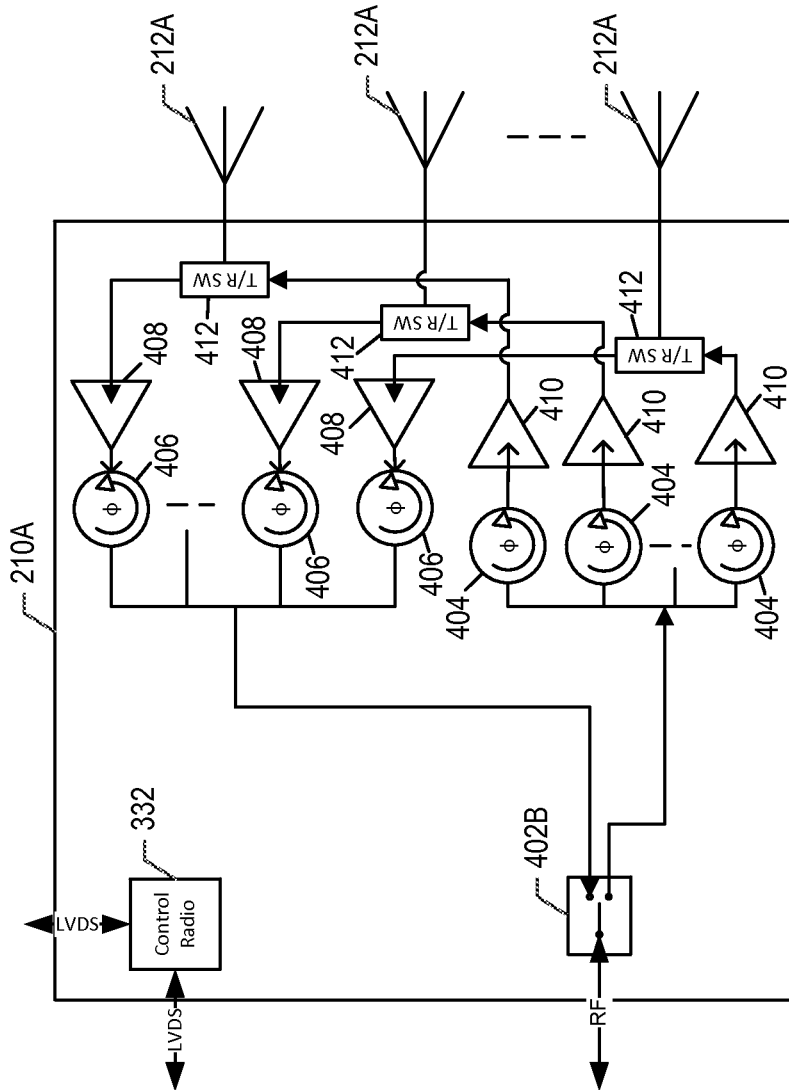 210A
LVDS
Control
Radio
332
LVDS
402B
RF
408
406
ϕ
408
406
ϕ
408
406
ϕ
404
ϕ
410
404
ϕ
410
404
ϕ
410
T/R SW
412
T/R SW
412
T/R SW
412
212A
212A
212A